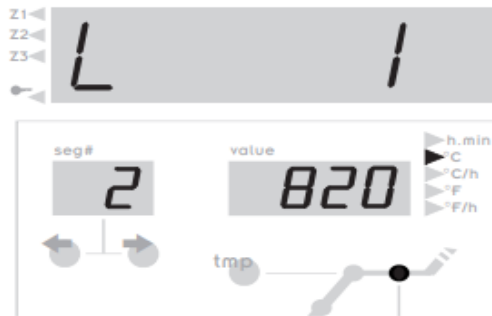 Z1
Z2
Z3
L 1
seg#
2
value
820
h.min
°C
°C/h
°F
°F/h
tmp